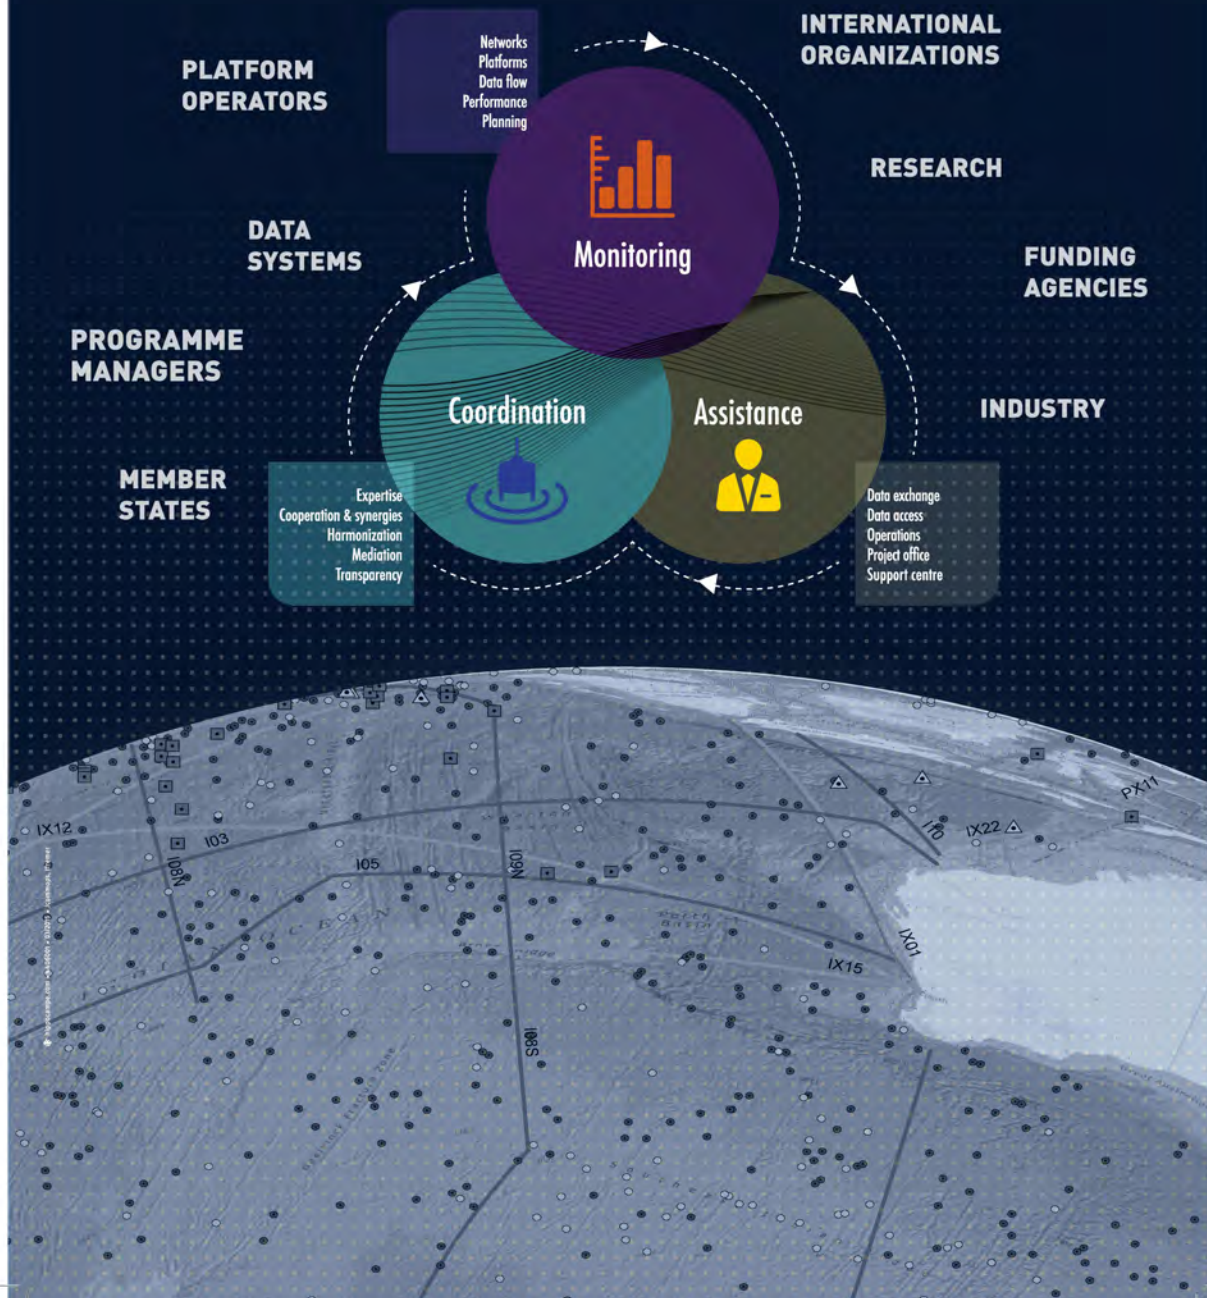 INTERNATIONAL
ORGANIZATIONS
PLATFORM
OPERATORS
Networks
Platforms
Data flow
Performance
Planning
RESEARCH
DATA
SYSTEMS
Monitoring
FUNDING
AGENCIES
PROGRAMME
MANAGERS
Coordination
Assistance
INDUSTRY
MEMBER
STATES
Expertise
Cooperation & synergies
Harmonization
Mediation
Transparency
Data exchange
Data access
Operations
Project office
Support centre
PX11
IX12
I03
I10
IX22
I08N
I05
I09N
OCEAN
IX01
IX15
I08S